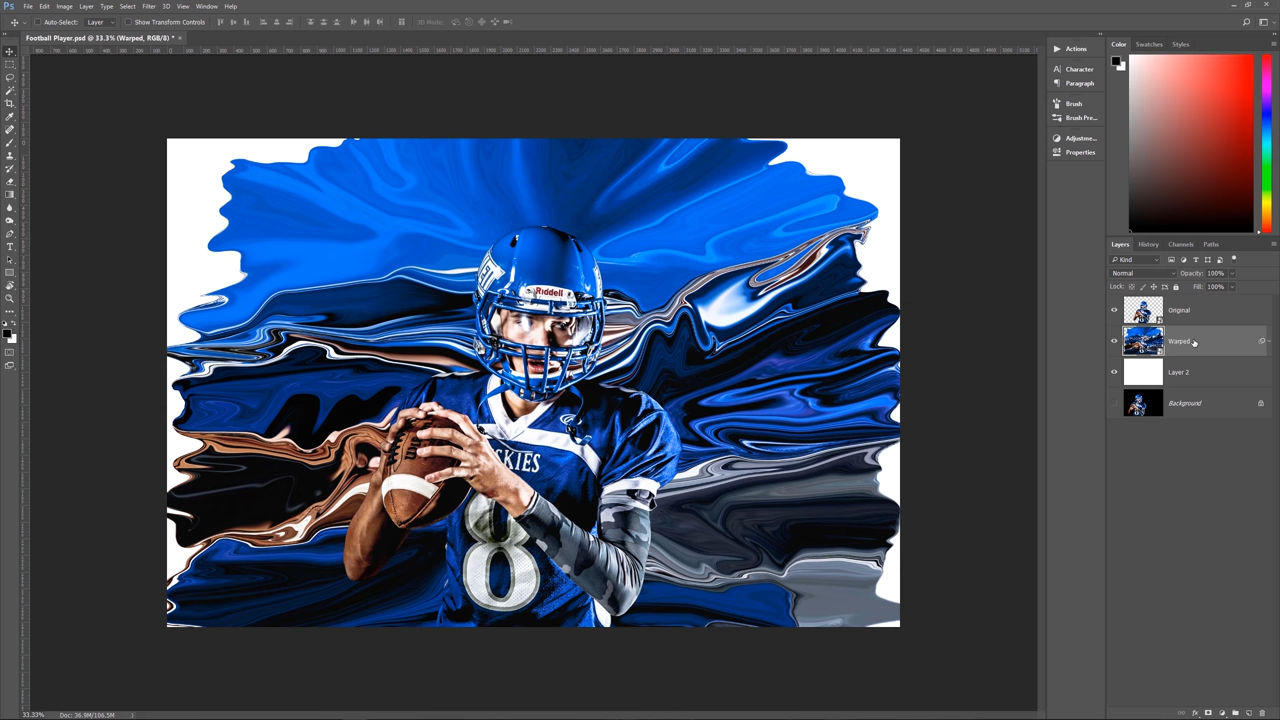 Ps File Edit Image Layer Type Select Filter 3D View Window Help
Auto-Select: Layer Show Transform Controls 3D Mode:
Football Player.psd @ 33.3% (Warped, RGB/8) * ×
Actions
Character
Paragraph
Brush
Brush Pre...
Adjustme...
Properties
Color Swatches Styles
Layers History Channels Paths
Kind
Normal Opacity: 100%
Lock: Fill: 100%
Original
Warped
Layer 2
Background
Riddell
SKIES
8
33.33% Doc: 36.9M/106.5M